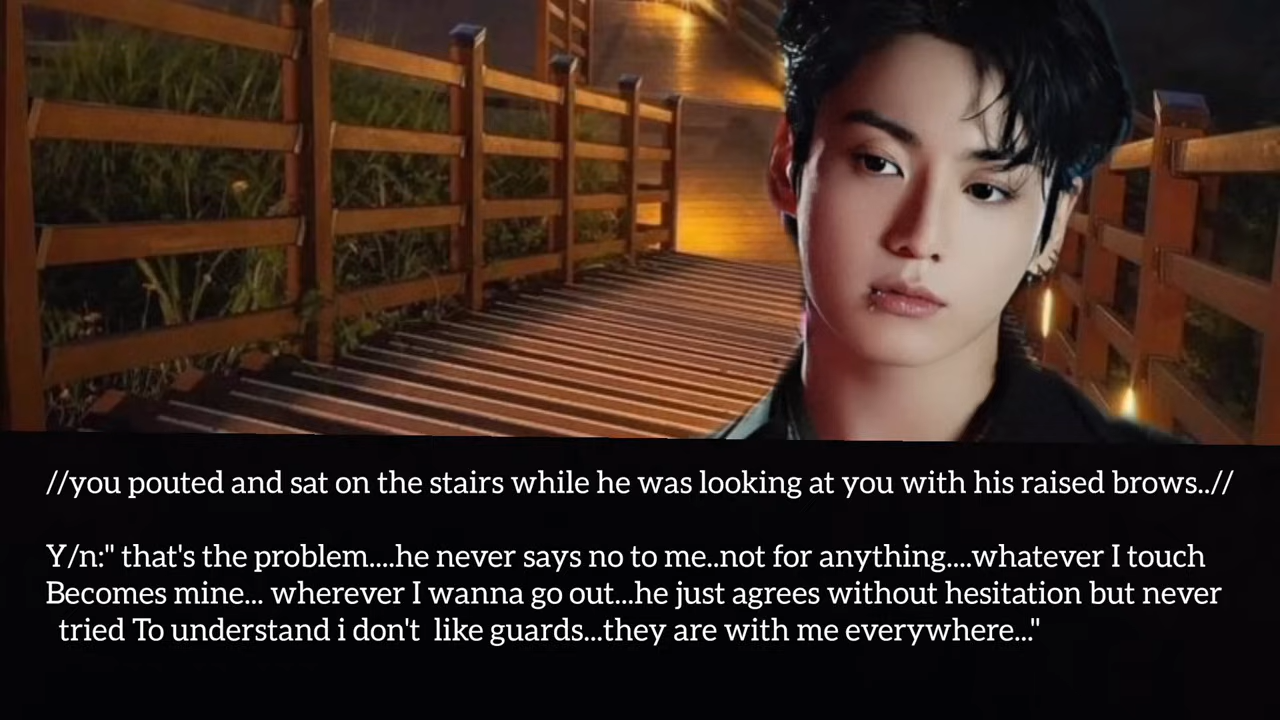 //you pouted and sat on the stairs while he was looking at you with his raised brows..//
Y/n:" that's the problem....he never says no to me..not for anything....whatever I touch
Becomes mine... wherever I wanna go out...he just agrees without hesitation but never
tried To understand i don't like guards...they are with me everywhere..."